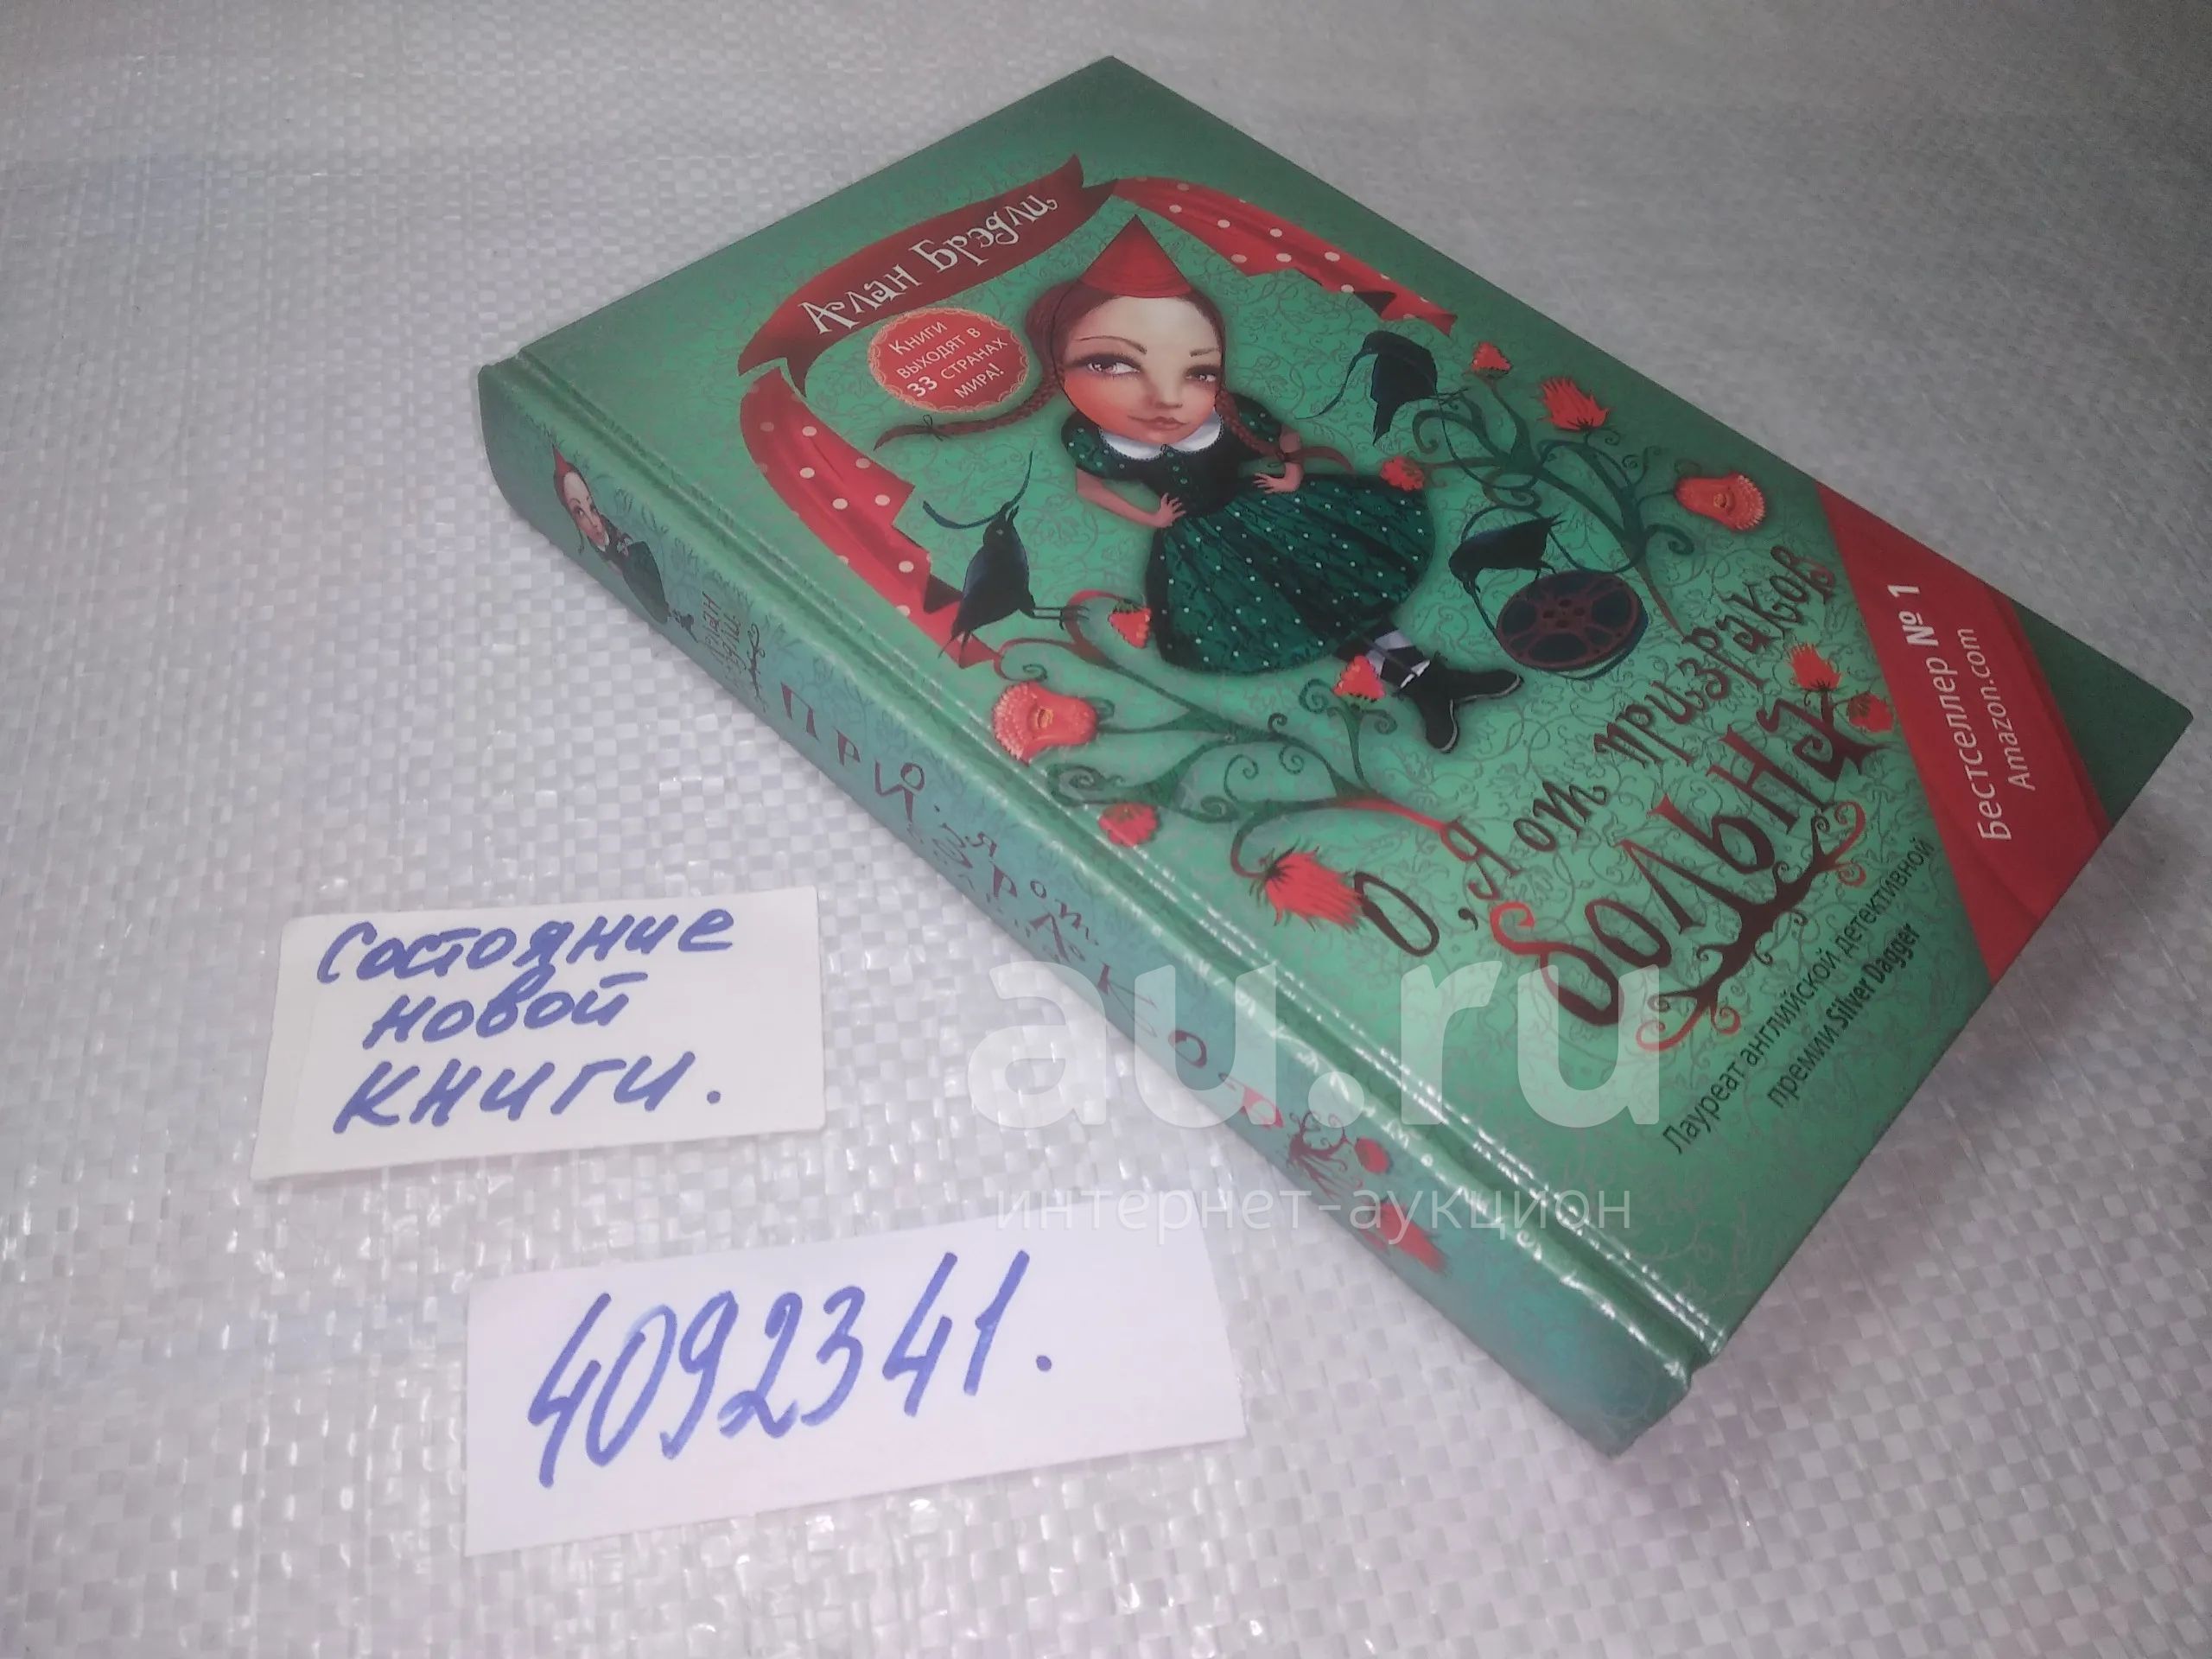 Алан Брэдли
Книги
выходят в
33 странах
мира!
О, я от призраков
больна
Бестселлер № 1
Amazon.com
Лауреат английской детективной
премии Silver Dagger
Состояние
новой
книги.
4092341.
au.ru
интернет-аукцион